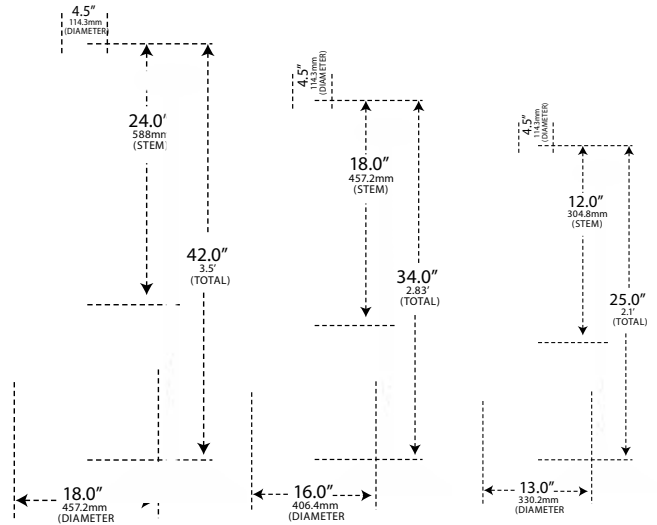 4.5"
114.3mm
(DIAMETER
24.0'
588mm
(STEM)
42.0"
3.5'
(TOTAL)
18.0"
457.2mm
(DIAMETER
4.5"
114.3mm
(DIAMETER)
18.0"
457.2mm
(STEM)
34.0"
2.83'
(TOTAL)
16.0"
406.4mm
(DIAMETER
4.5"
114.3mm
(DIAMETER)
12.0"
304.8mm
(STEM)
25.0"
2.1'
(TOTAL)
13.0"
330.2mm
(DIAMETER